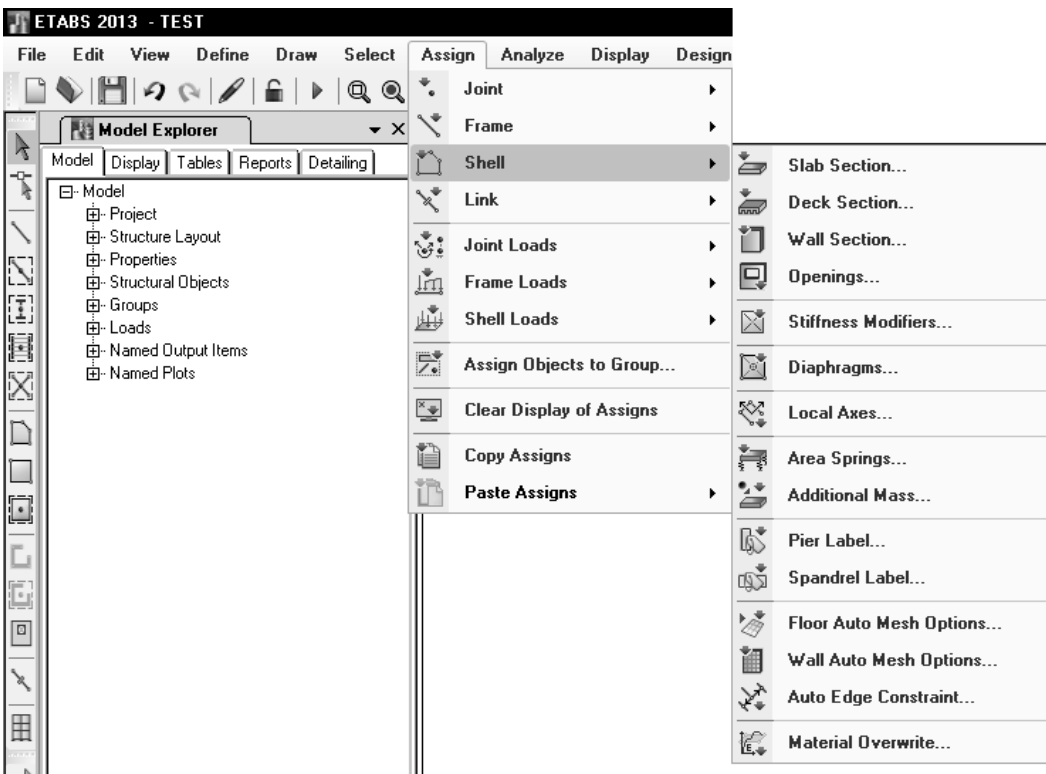 ETABS 2013 - TEST
File Edit View Define Draw Select Assign Analyze Display Design
Model Explorer
Model Display Tables Reports Detailing
Model
Project
Structure Layout
Properties
Structural Objects
Groups
Loads
Named Output Items
Named Plots
Joint
Frame
Shell
Link
Joint Loads
Frame Loads
Shell Loads
Assign Objects to Group...
Clear Display of Assigns
Copy Assigns
Paste Assigns
Slab Section...
Deck Section...
Wall Section...
Openings...
Stiffness Modifiers...
Diaphragms...
Local Axes...
Area Springs...
Additional Mass...
Pier Label...
Spandrel Label...
Floor Auto Mesh Options...
Wall Auto Mesh Options...
Auto Edge Constraint...
Material Overwrite...